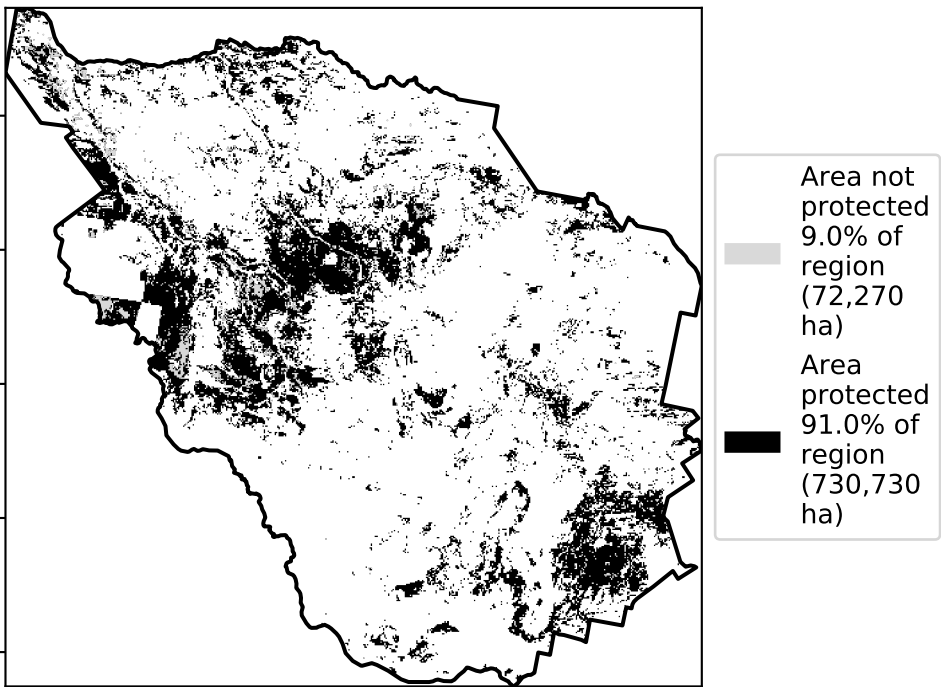 Area not
protected
9.0% of
region
(72,270
ha)
Area
protected
91.0% of
region
(730,730
ha)